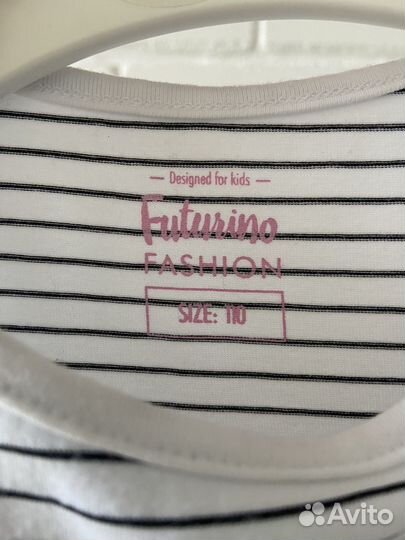 Designed for kids
Futurino
FASHION
SIZE: 110
Avito